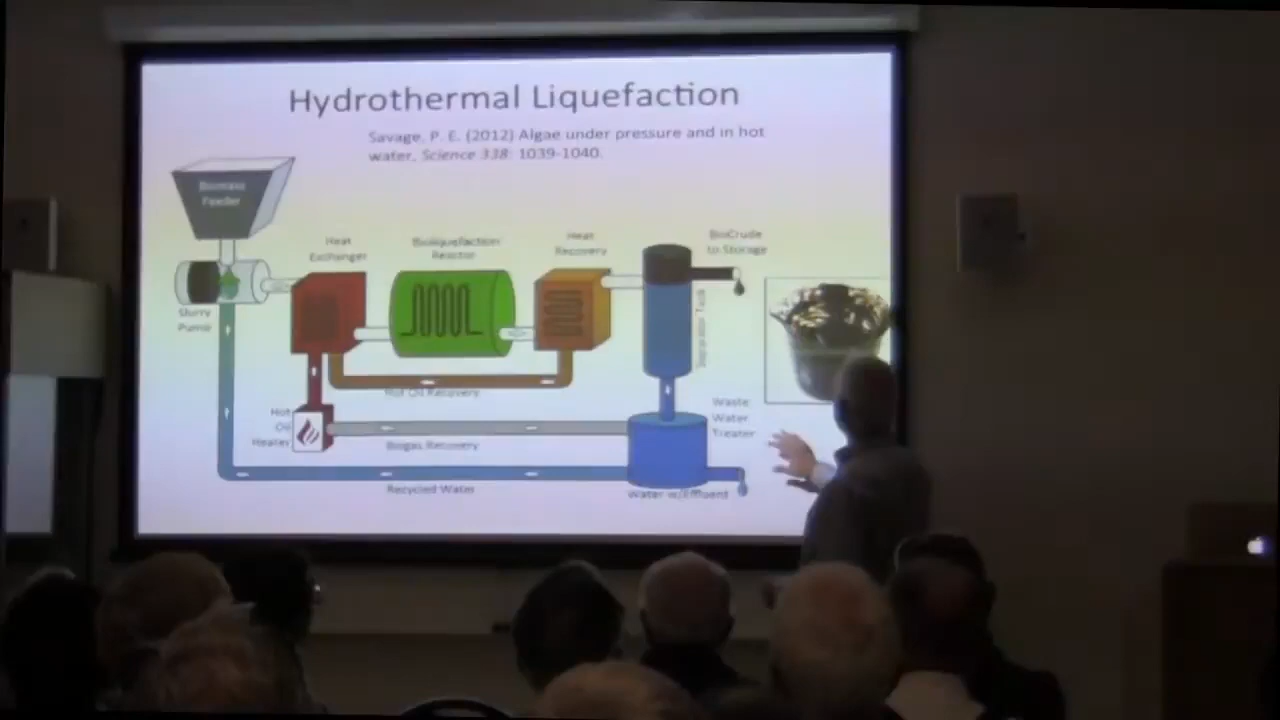 Hydrothermal Liquefaction
Savage, P. E. (2012) Algae under pressure and in hot
water, Science 338: 1039-1040.
Biomass
Feeder
Slurry
Pump
Heat
Exchanger
Bioliquefaction
Reactor
Heat
Recovery
BioCrude
to Storage
Separator Tank
Hot Oil Recovery
Hot
Oil
Heater
Biogas Recovery
Waste
Water
Treater
Recycled Water
Water w/Effluent